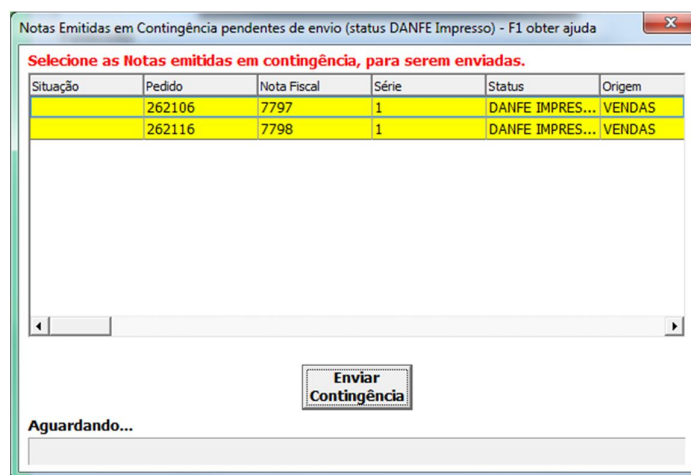 Notas Emitidas em Contingência pendentes de envio (status DANFE Impresso) - F1 obter ajuda
Selecione as Notas emitidas em contingência, para serem enviadas.
Situação Pedido Nota Fiscal Série Status Origem
262106 7797 1 DANFE IMPRES... VENDAS
262116 7798 1 DANFE IMPRES... VENDAS
Enviar
Contingência
Aguardando...